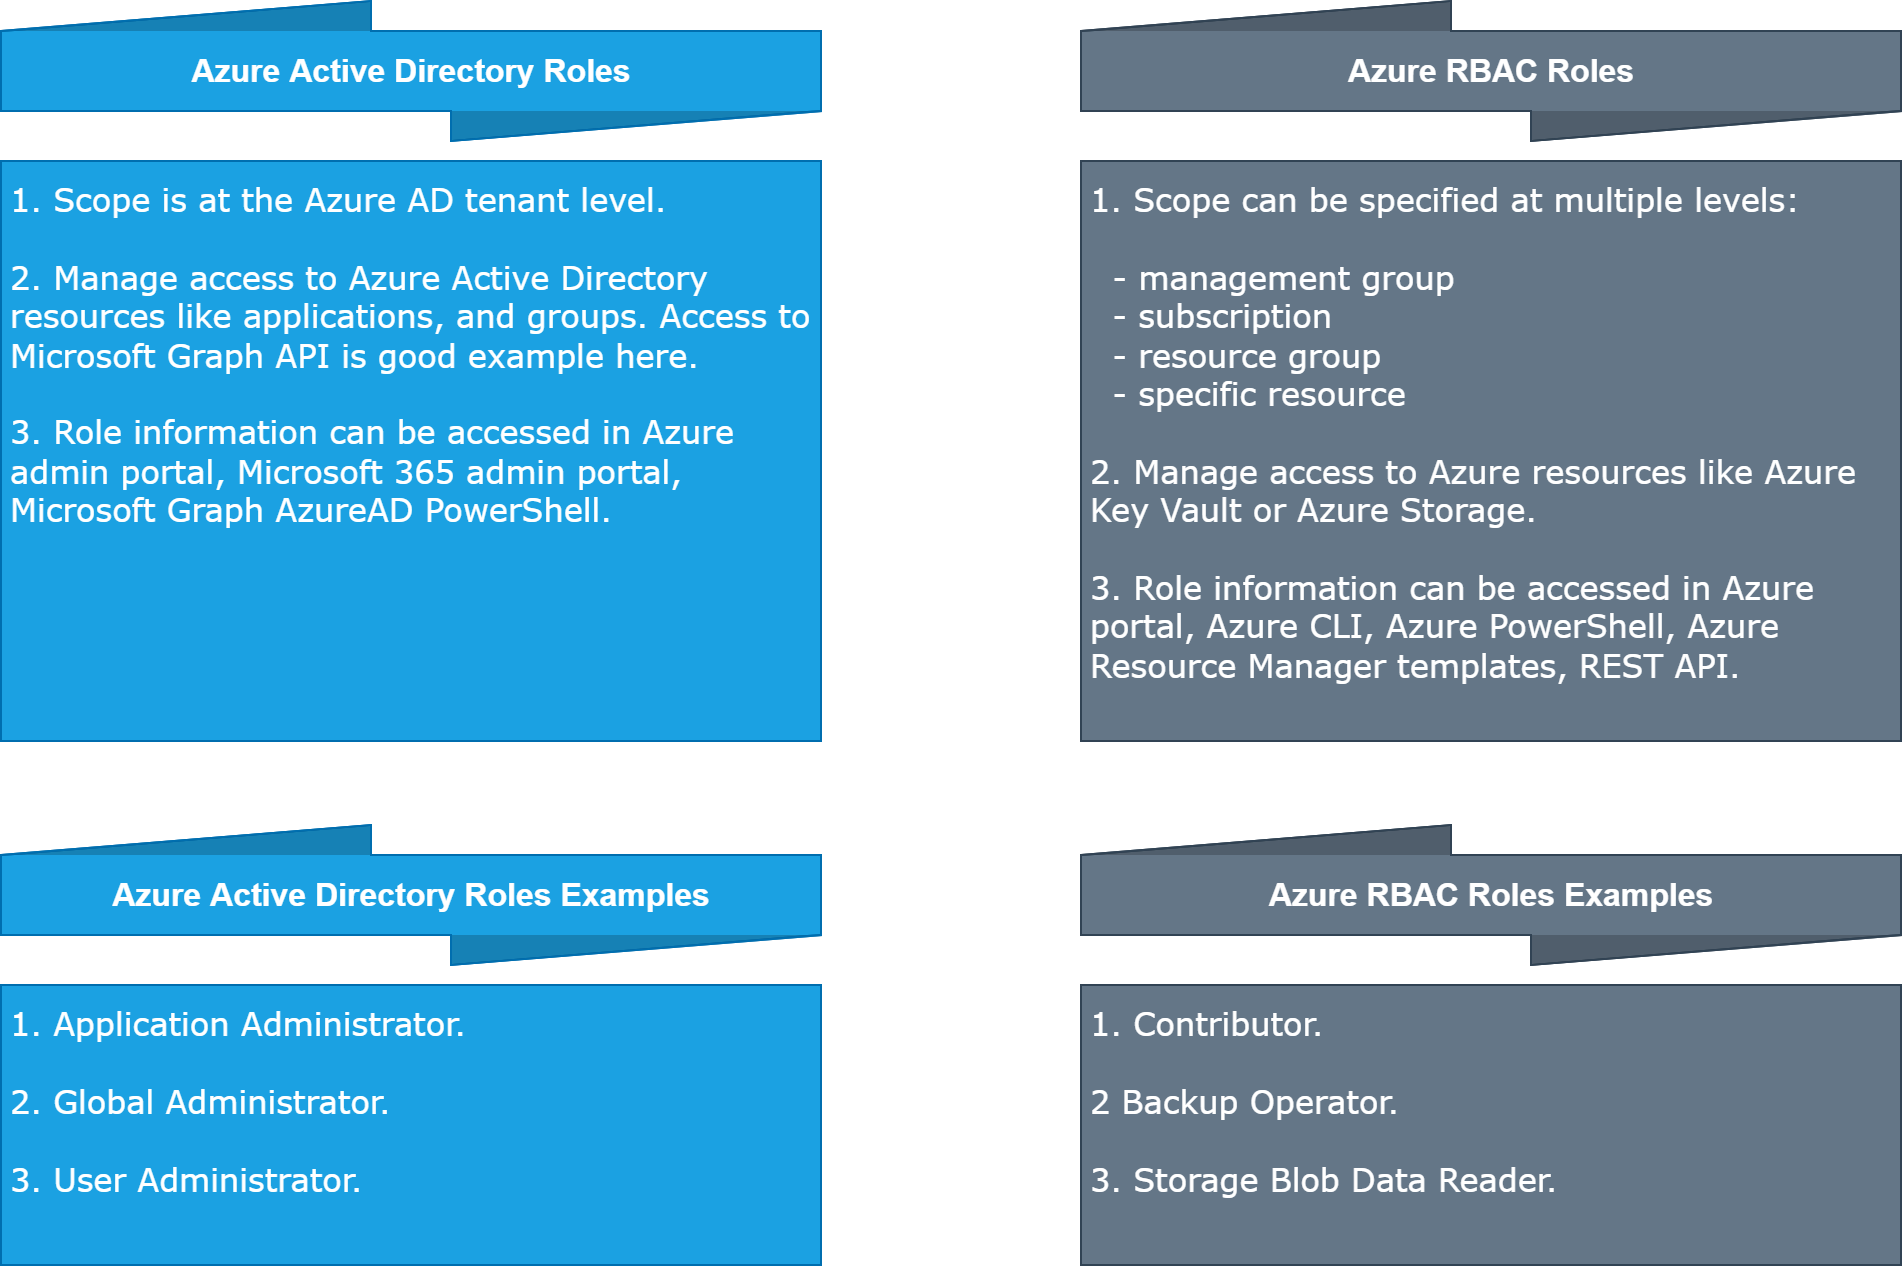 Azure Active Directory Roles
1. Scope is at the Azure AD tenant level.
2. Manage access to Azure Active Directory
resources like applications, and groups. Access to
Microsoft Graph API is good example here.
3. Role information can be accessed in Azure
admin portal, Microsoft 365 admin portal,
Microsoft Graph AzureAD PowerShell.
Azure RBAC Roles
1. Scope can be specified at multiple levels:
- management group
- subscription
- resource group
- specific resource
2. Manage access to Azure resources like Azure
Key Vault or Azure Storage.
3. Role information can be accessed in Azure
portal, Azure CLI, Azure PowerShell, Azure
Resource Manager templates, REST API.
Azure Active Directory Roles Examples
1. Application Administrator.
2. Global Administrator.
3. User Administrator.
Azure RBAC Roles Examples
1. Contributor.
2 Backup Operator.
3. Storage Blob Data Reader.